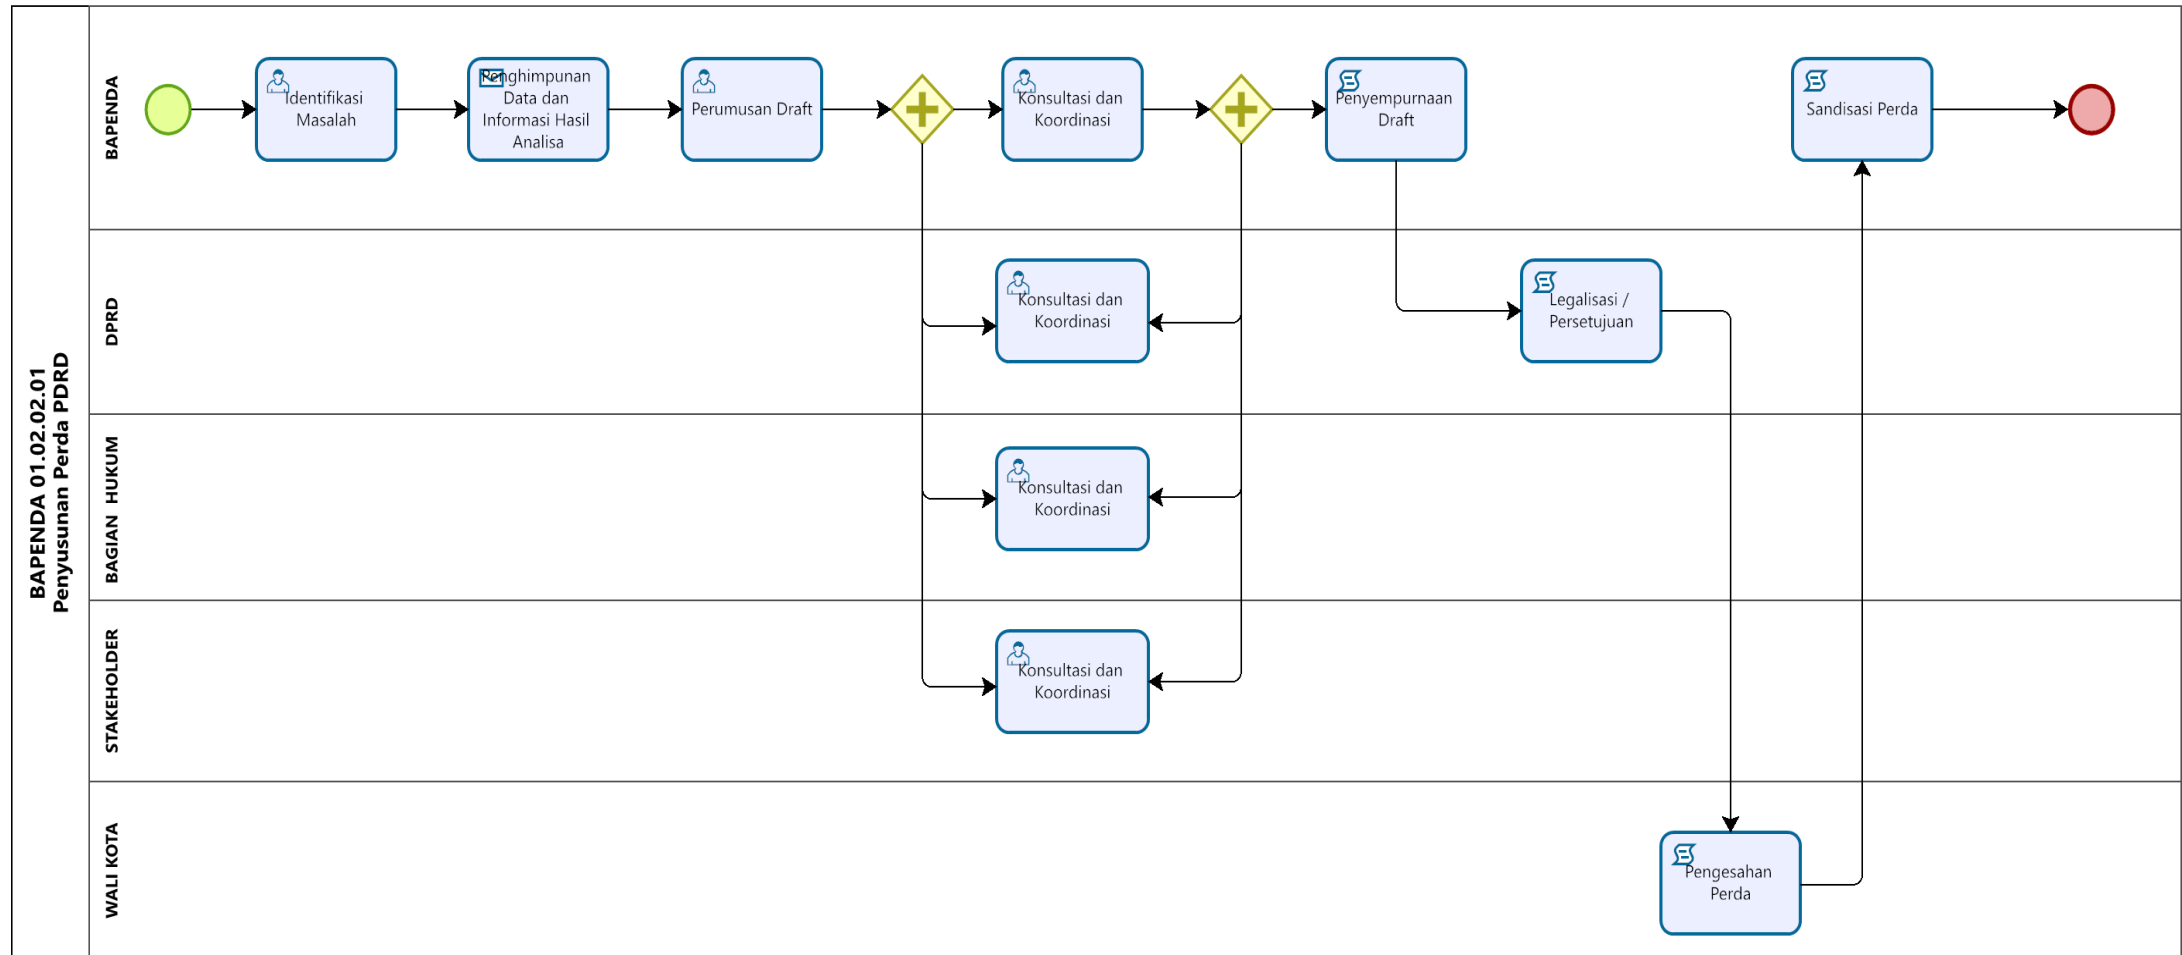 BAPENDA 01.02.02.01
Penyusunan Perda PDRD
BAPENDA
Identifikasi
Masalah
Penghimpunan
Data dan
Informasi Hasil
Analisa
Perumusan Draft
Konsultasi dan
Koordinasi
Penyempurnaan
Draft
Sandisasi Perda
DPRD
Konsultasi dan
Koordinasi
Legalisasi /
Persetujuan
BAGIAN HUKUM
Konsultasi dan
Koordinasi
STAKEHOLDER
Konsultasi dan
Koordinasi
WALI KOTA
Pengesahan
Perda